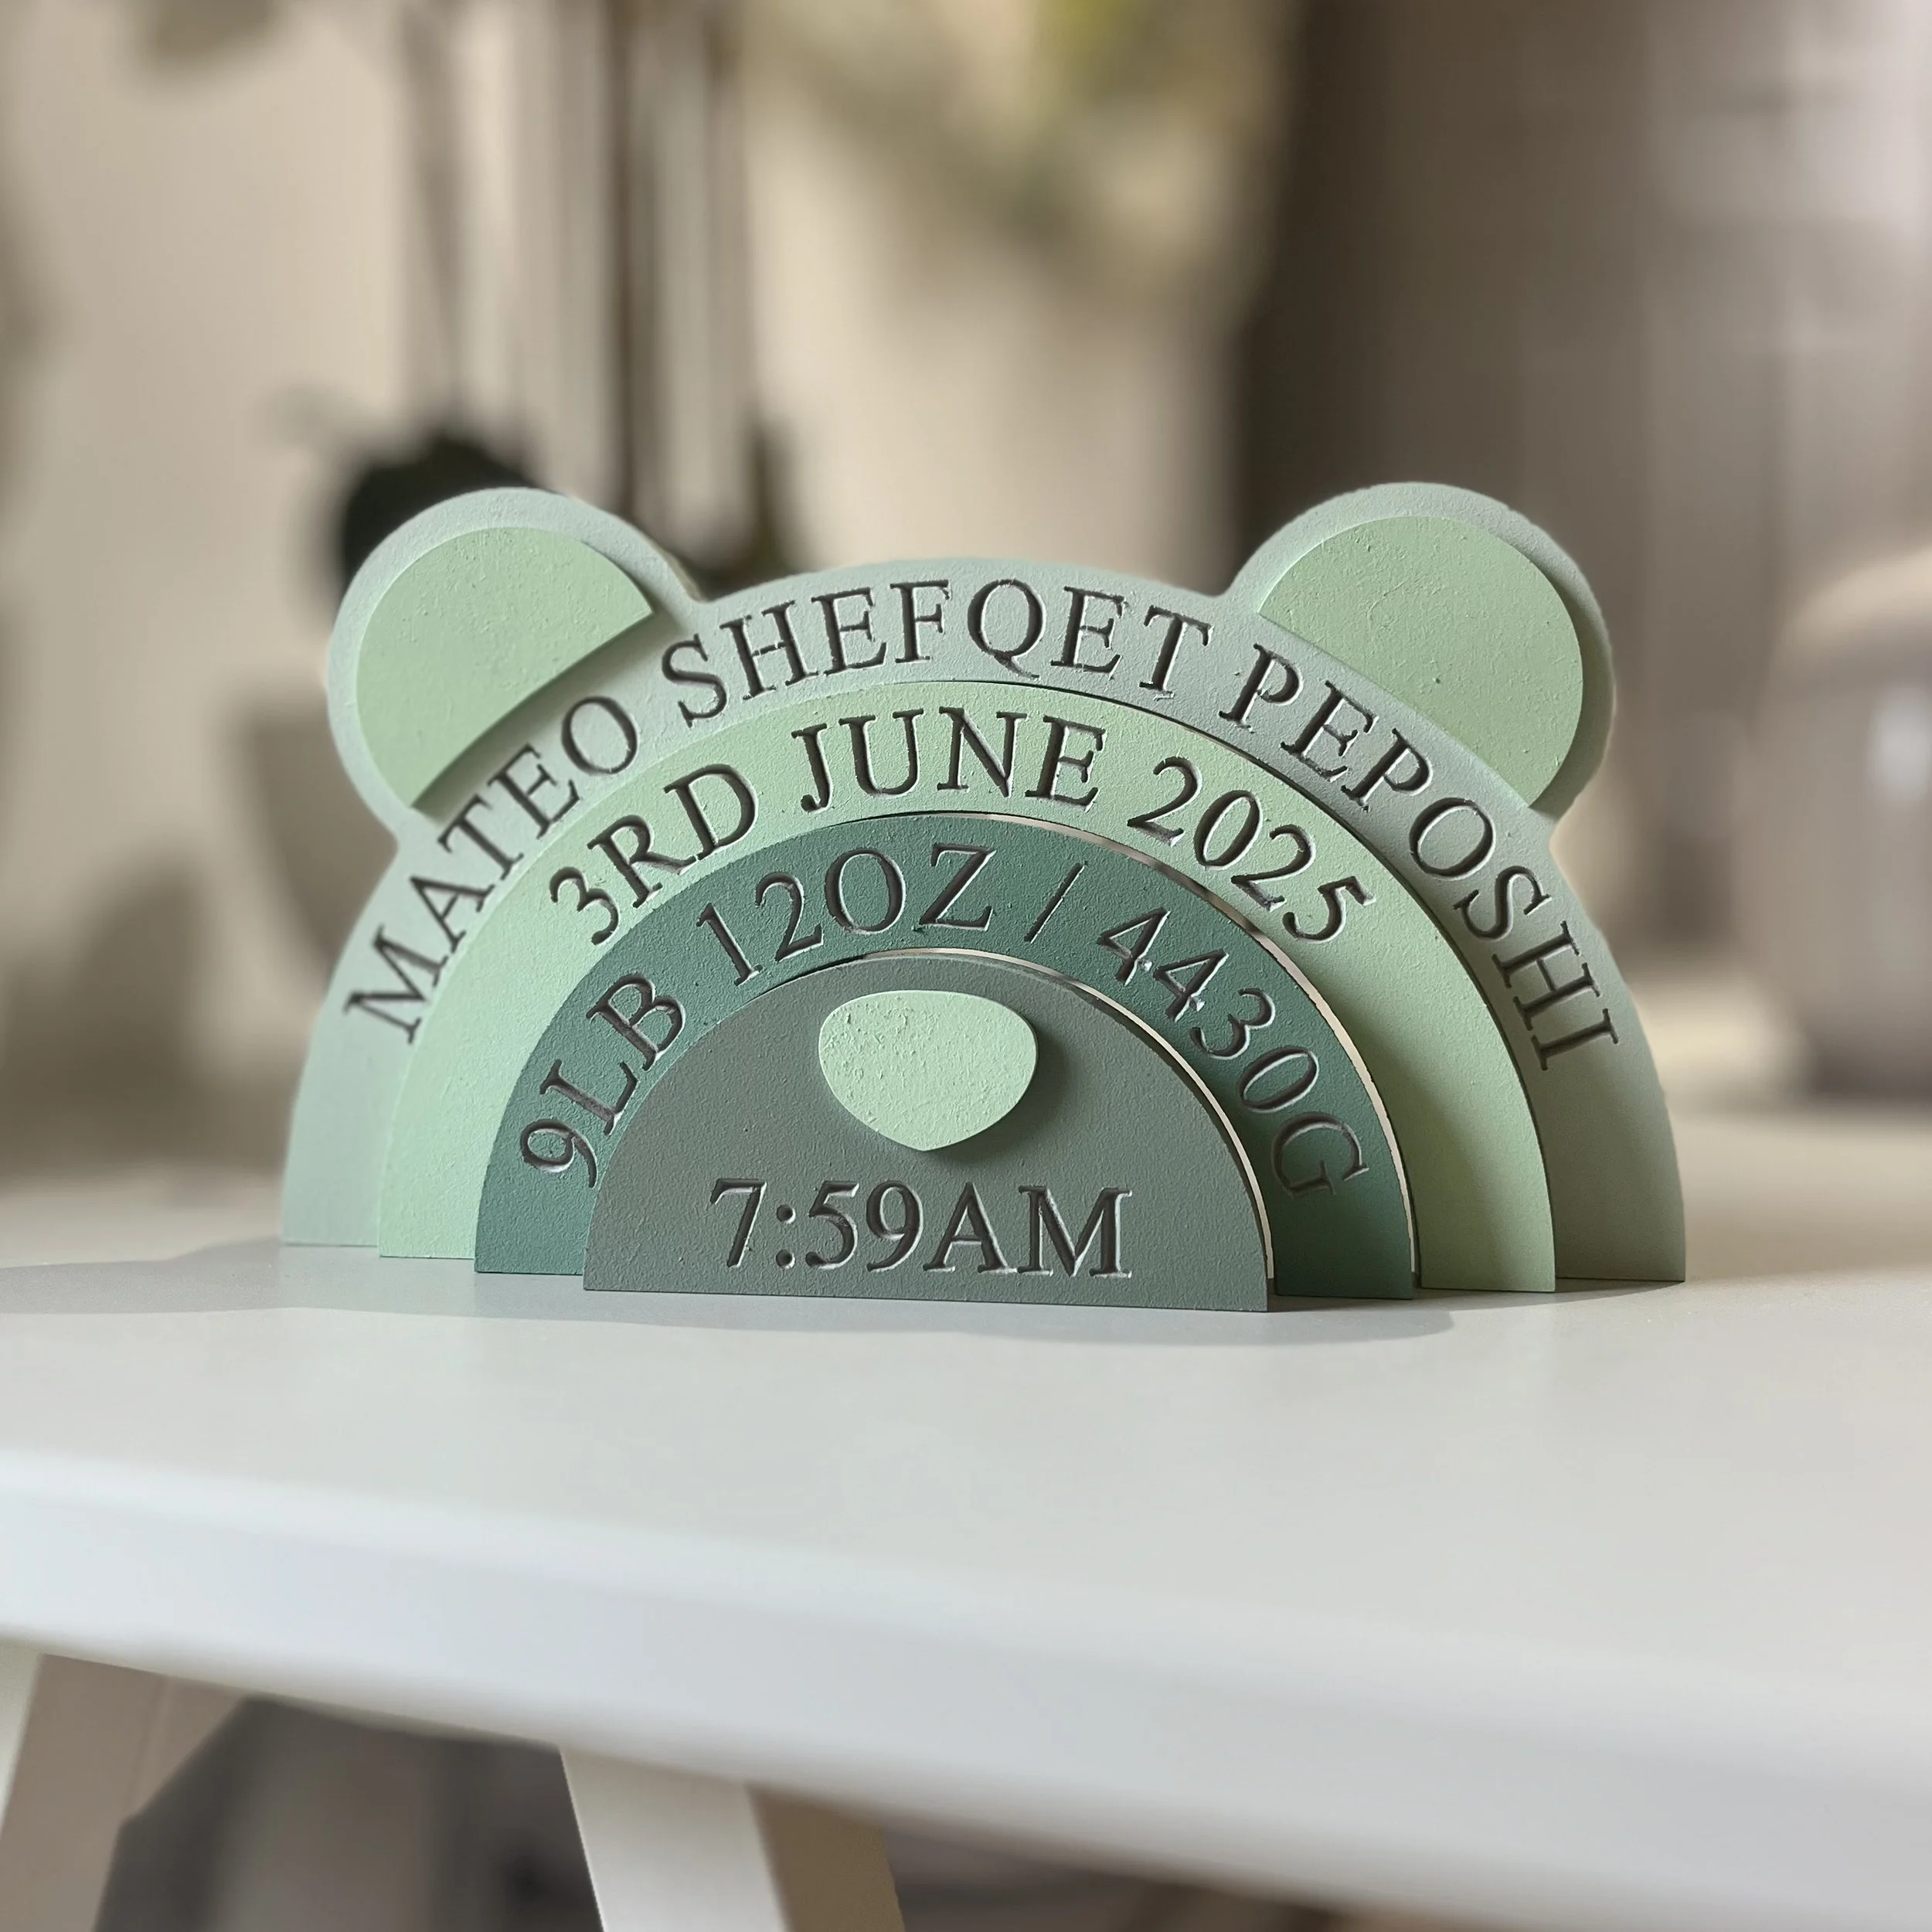 MATEO SHEFQET PEPOSHI
3RD JUNE 2025
9LB 12OZ / 4430G
7:59AM